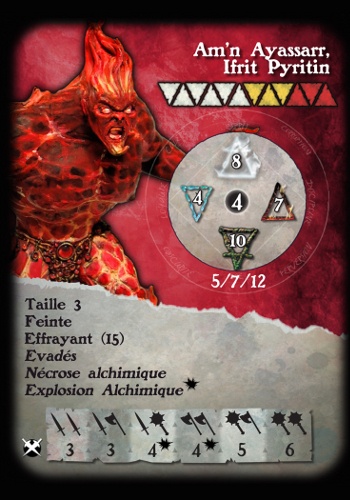 Am'n Ayassarr,
Ifrit Pyritin
8
4
4
7
10
5/7/12
Taille 3
Feinte
Effrayant (15)
Evadés
Nécrose alchimique
Explosion Alchimique
3 3 4 4 5 6